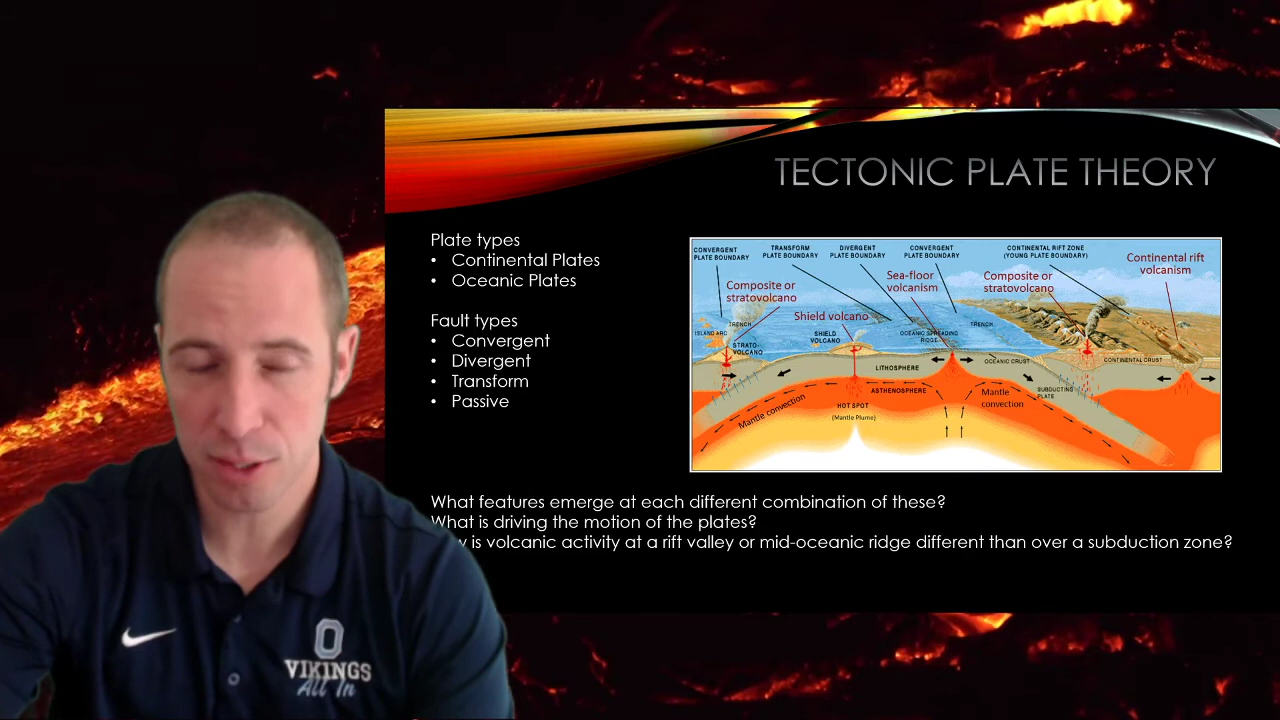 TECTONIC PLATE THEORY
Plate types
• Continental Plates
• Oceanic Plates
Fault types
• Convergent
• Divergent
• Transform
• Passive
CONVERGENT
PLATE BOUNDARY
TRANSFORM
PLATE BOUNDARY
DIVERGENT
PLATE BOUNDARY
CONVERGENT
PLATE BOUNDARY
CONTINENTAL RIFT ZONE
(YOUNG PLATE BOUNDARY)
Composite or
stratovolcano
Sea-floor
volcanism
Composite or
stratovolcano
Continental rift
volcanism
Shield volcano
TRENCH
ISLAND ARC
STRATO-
VOLCANO
SHIELD
VOLCANO
OCEANIC SPREADING
RIDGE
TRENCH
LITHOSPHERE
OCEANIC CRUST
CONTINENTAL CRUST
ASTHENOSPHERE
SUBDUCTING
PLATE
Mantle convection
HOT SPOT
(Mantle Plume)
Mantle
convection
What features emerge at each different combination of these?
What is driving the motion of the plates?
is volcanic activity at a rift valley or mid-oceanic ridge different than over a subduction zone?
O
VIKINGS
All In